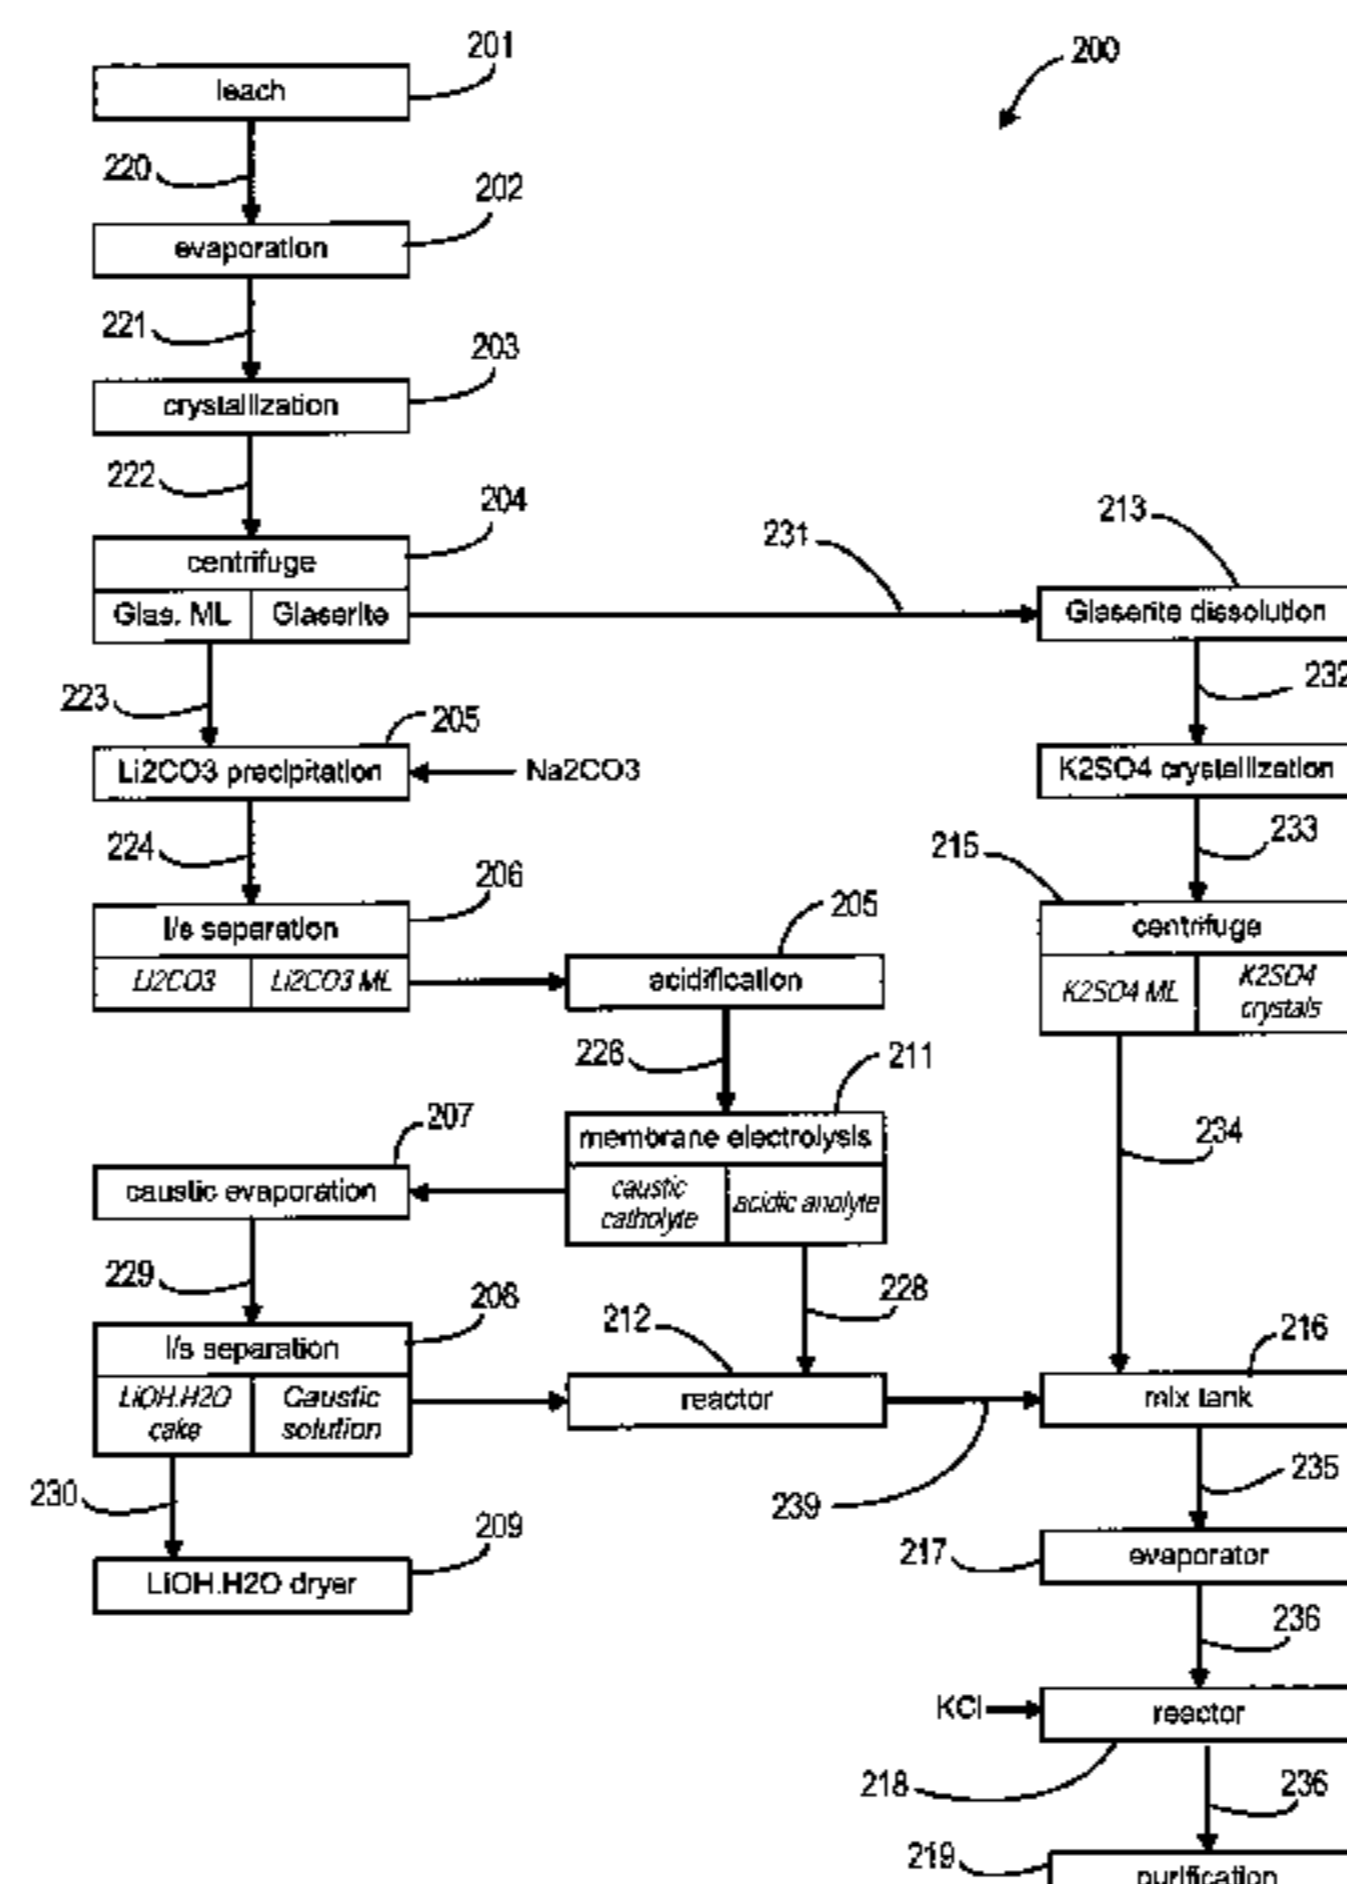 201
200
leach
220
202
evaporation
221
203
crystallization
222
204
213
231
centrifuge
Glas. ML
Glaserite
Glaserite dissolution
223
205
232
Li2CO3 precipitation
Na2CO3
K2SO4 crystallization
224
233
215
206
205
l/s separation
centrifuge
Li2CO3
Li2CO3 ML
acidification
K2SO4 ML
K2SO4
crystals
226
211
207
membrane electrolysis
234
caustic evaporation
caustic
catholyte
acidic anolyte
229
208
228
212
216
l/s separation
LiOH.H2O
cake
Caustic
solution
reactor
mix tank
230
239
235
209
217
evaporator
LiOH.H2O dryer
236
KCl
reactor
218
236
219
purification